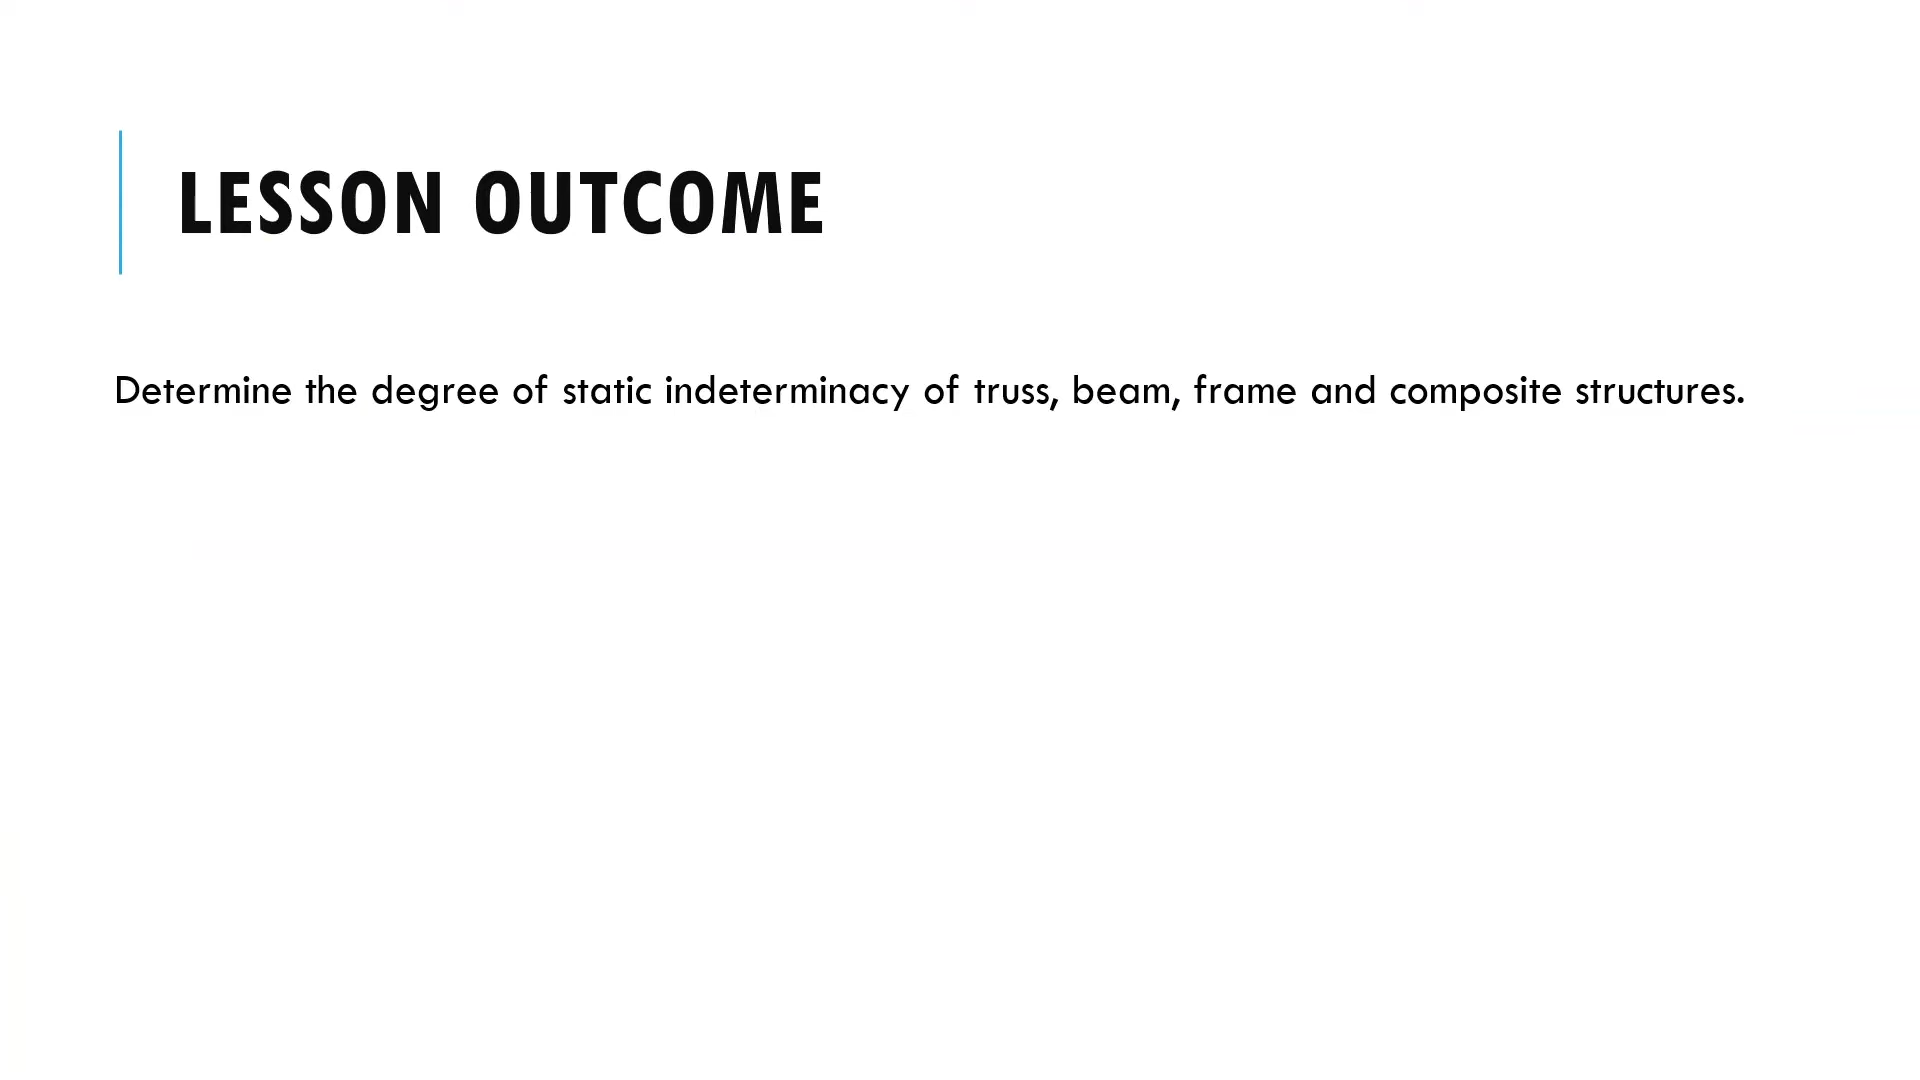 LESSON OUTCOME
Determine the degree of static indeterminacy of truss, beam, frame and composite structures.